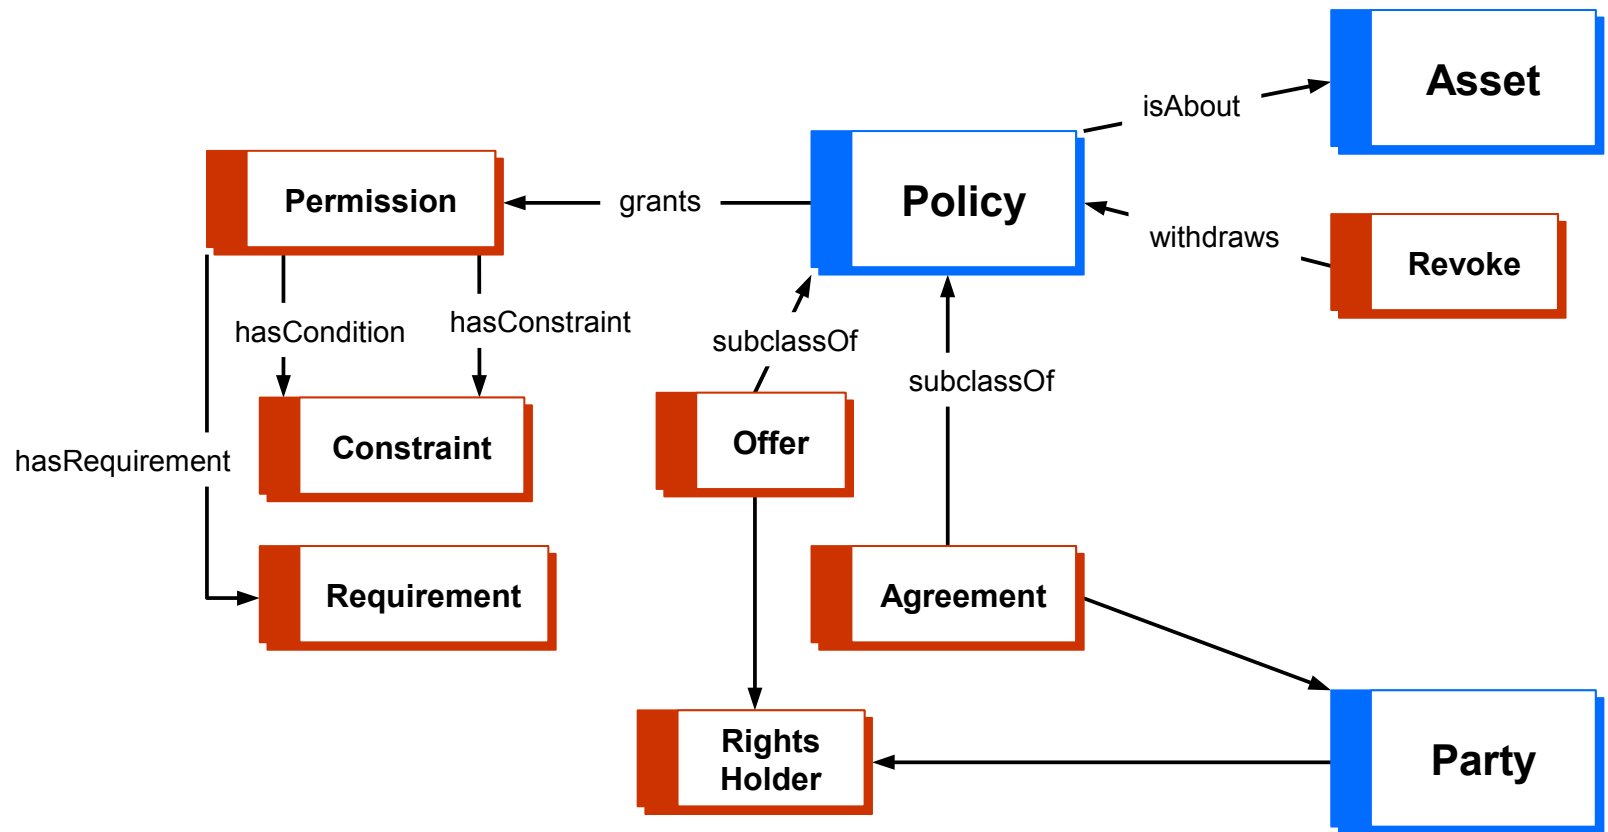 Asset
isAbout
Policy
Permission
grants
withdraws
Revoke
hasCondition
hasConstraint
subclassOf
subclassOf
Constraint
Offer
hasRequirement
Requirement
Agreement
Rights
Holder
Party